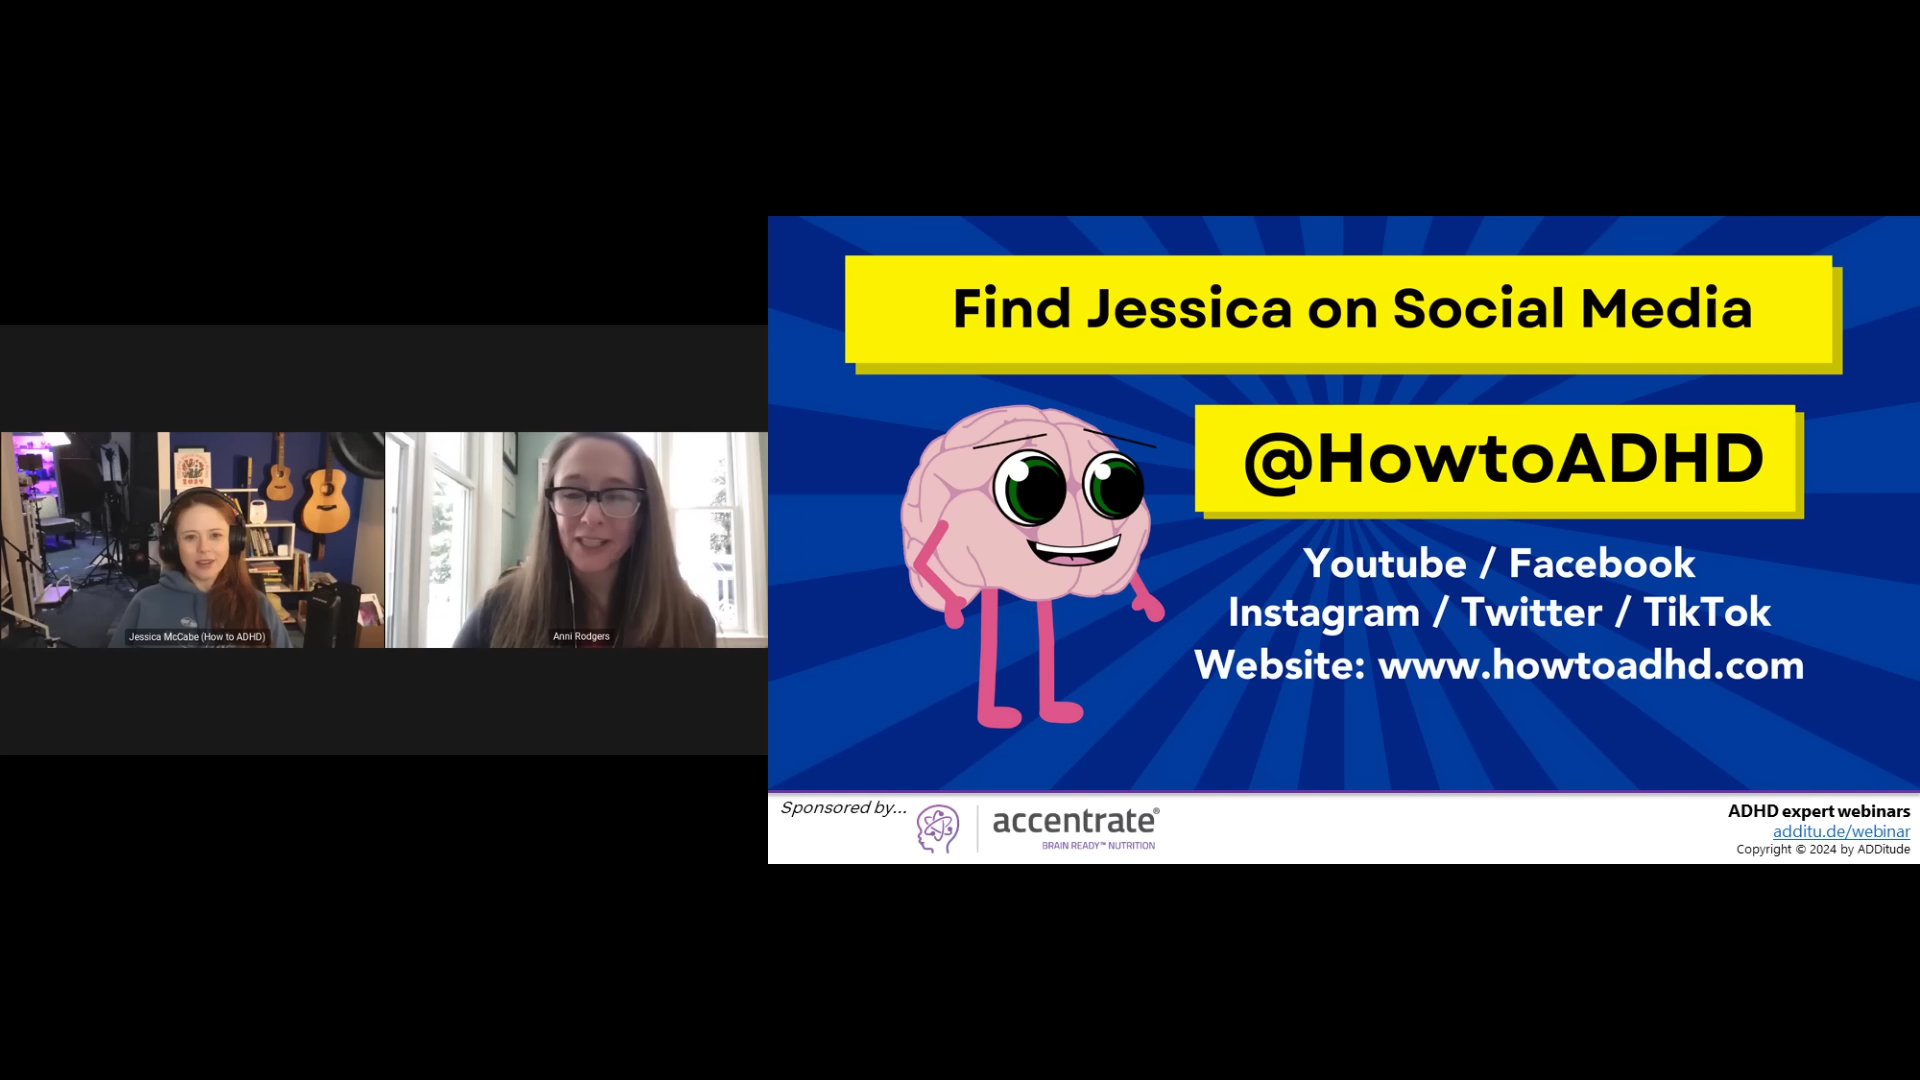 Jessica McCabe (How to ADHD)
Anni Rodgers
Find Jessica on Social Media
@HowtoADHD
Youtube / Facebook
Instagram / Twitter / TikTok
Website: www.howtoadhd.com
Sponsored by...
accentrate®
BRAIN READY™ NUTRITION
ADHD expert webinars
additu.de/webinar
Copyright © 2024 by ADDitude